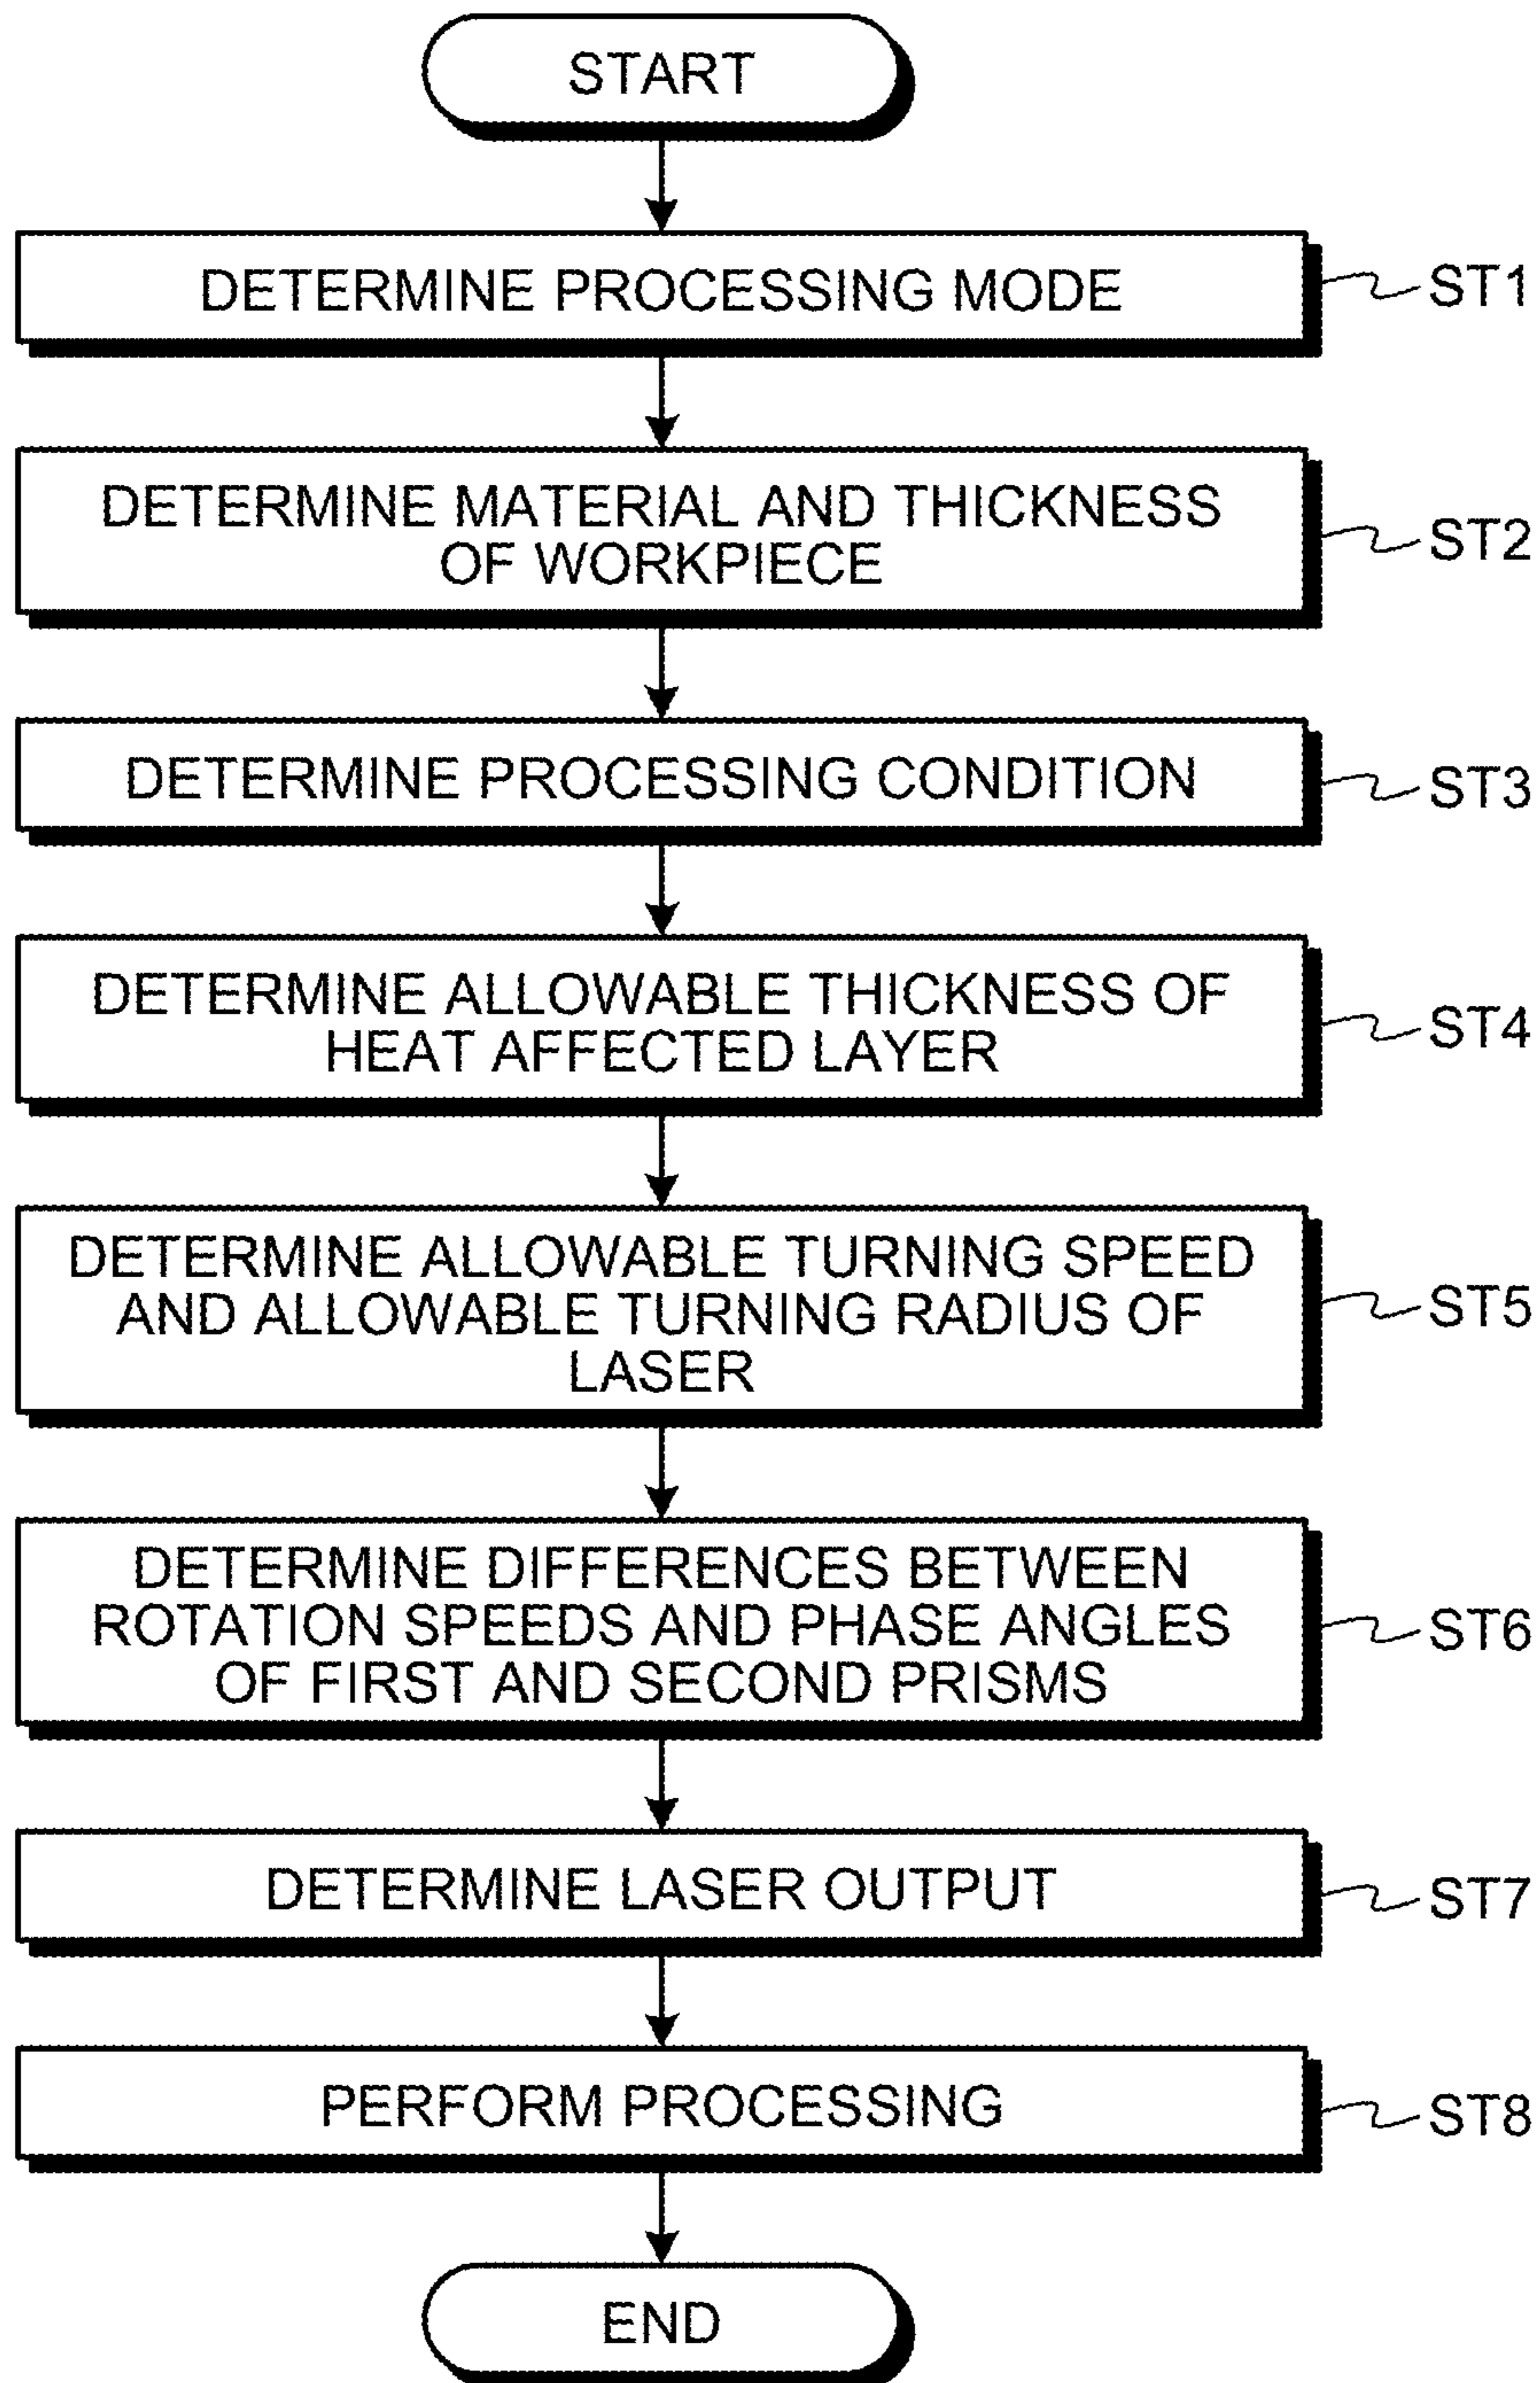 START
DETERMINE PROCESSING MODE
ST1
DETERMINE MATERIAL AND THICKNESS
OF WORKPIECE
ST2
DETERMINE PROCESSING CONDITION
ST3
DETERMINE ALLOWABLE THICKNESS OF
HEAT AFFECTED LAYER
ST4
DETERMINE ALLOWABLE TURNING SPEED
AND ALLOWABLE TURNING RADIUS OF
LASER
ST5
DETERMINE DIFFERENCES BETWEEN
ROTATION SPEEDS AND PHASE ANGLES
OF FIRST AND SECOND PRISMS
ST6
DETERMINE LASER OUTPUT
ST7
PERFORM PROCESSING
ST8
END